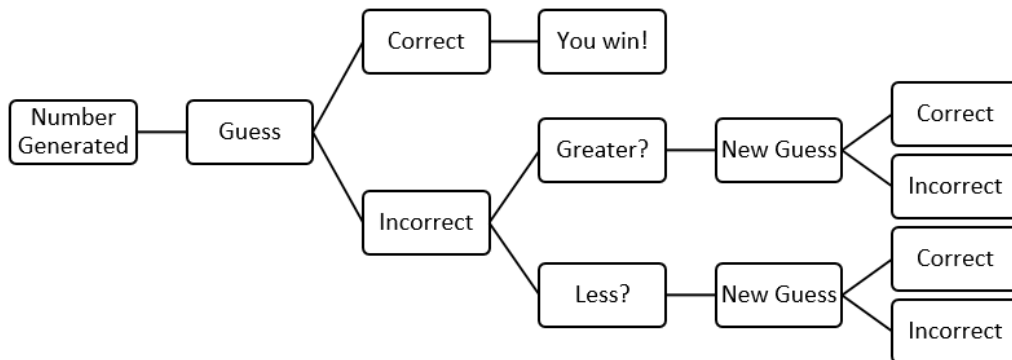 Number
Generated
Guess
Correct
You win!
Incorrect
Greater?
New Guess
Correct
Incorrect
Less?
New Guess
Correct
Incorrect